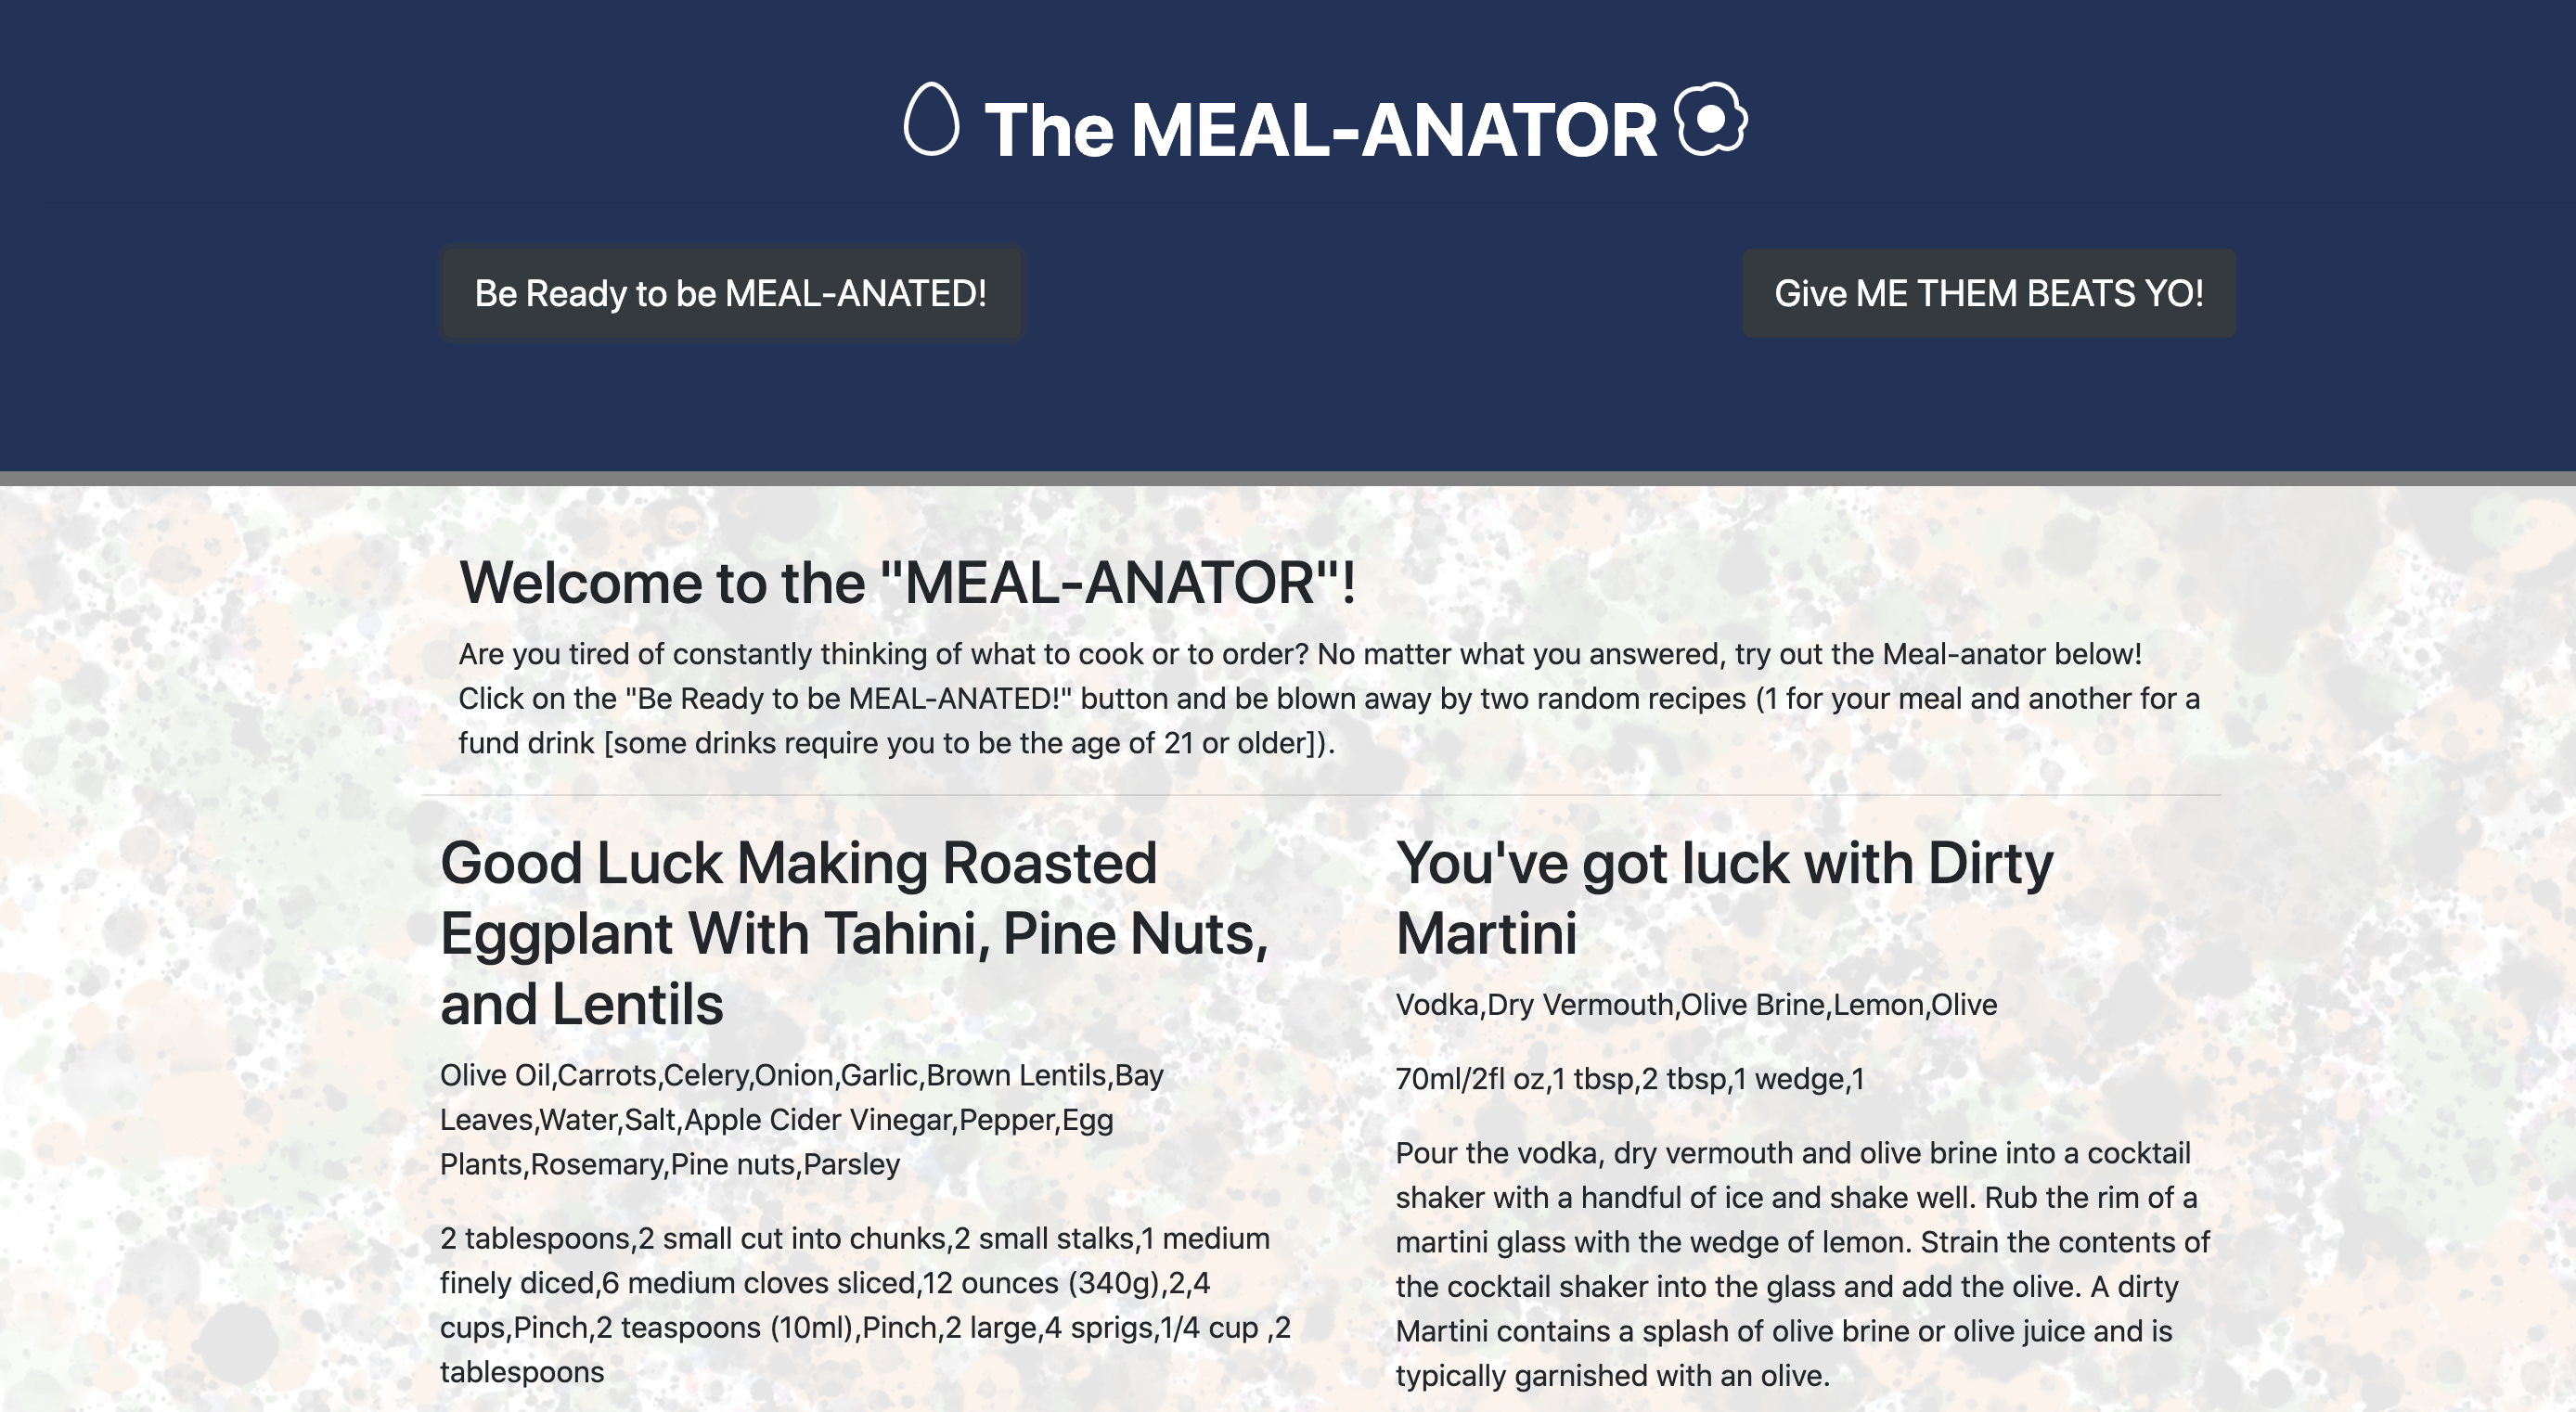 The MEAL-ANATOR
Be Ready to be MEAL-ANATED!
Give ME THEM BEATS YO!
Welcome to the "MEAL-ANATOR"!
Are you tired of constantly thinking of what to cook or to order? No matter what you answered, try out the Meal-anator below!
Click on the "Be Ready to be MEAL-ANATED!" button and be blown away by two random recipes (1 for your meal and another for a
fund drink [some drinks require you to be the age of 21 or older]).
Good Luck Making Roasted
Eggplant With Tahini, Pine Nuts,
and Lentils
Olive Oil,Carrots,Celery,Onion,Garlic,Brown Lentils,Bay
Leaves,Water,Salt,Apple Cider Vinegar,Pepper,Egg
Plants,Rosemary,Pine nuts,Parsley
2 tablespoons,2 small cut into chunks,2 small stalks,1 medium
finely diced,6 medium cloves sliced,12 ounces (340g),2,4
cups,Pinch,2 teaspoons (10ml),Pinch,2 large,4 sprigs,1/4 cup ,2
tablespoons
You've got luck with Dirty
Martini
Vodka,Dry Vermouth,Olive Brine,Lemon,Olive
70ml/2fl oz,1 tbsp,2 tbsp,1 wedge,1
Pour the vodka, dry vermouth and olive brine into a cocktail
shaker with a handful of ice and shake well. Rub the rim of a
martini glass with the wedge of lemon. Strain the contents of
the cocktail shaker into the glass and add the olive. A dirty
Martini contains a splash of olive brine or olive juice and is
typically garnished with an olive.